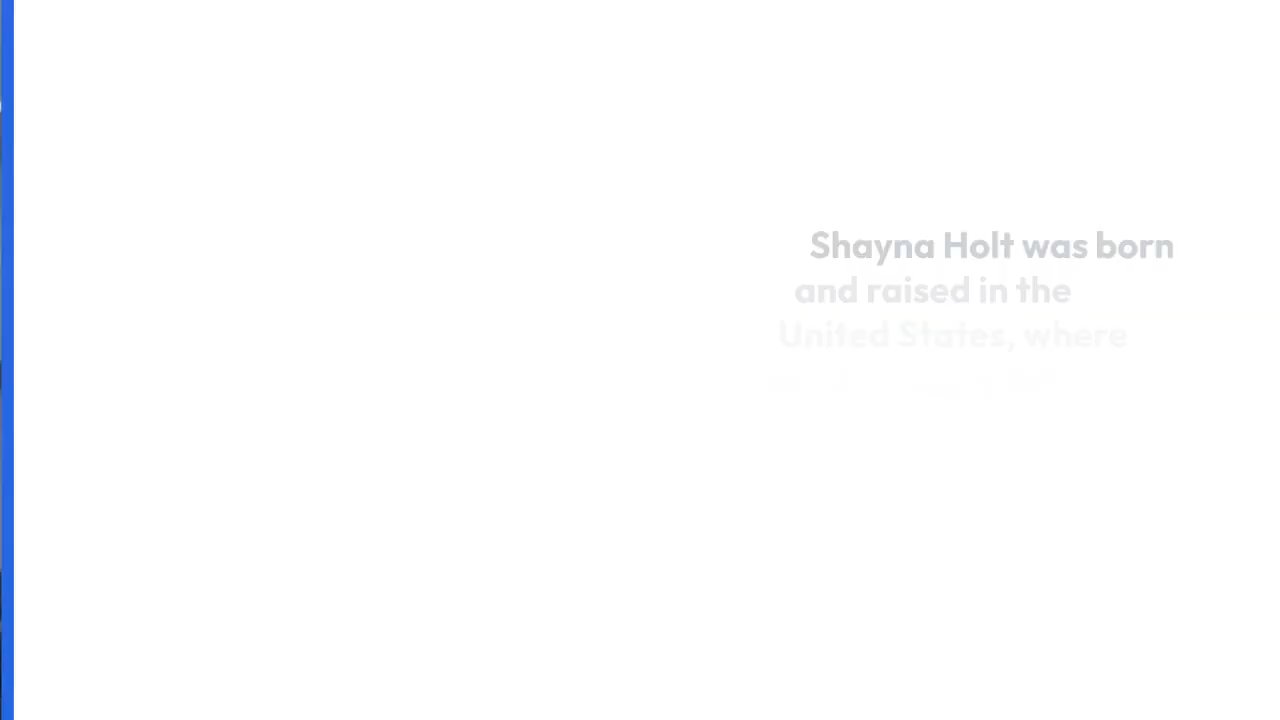 Shayna Holt was born
and raised in the
United States, where